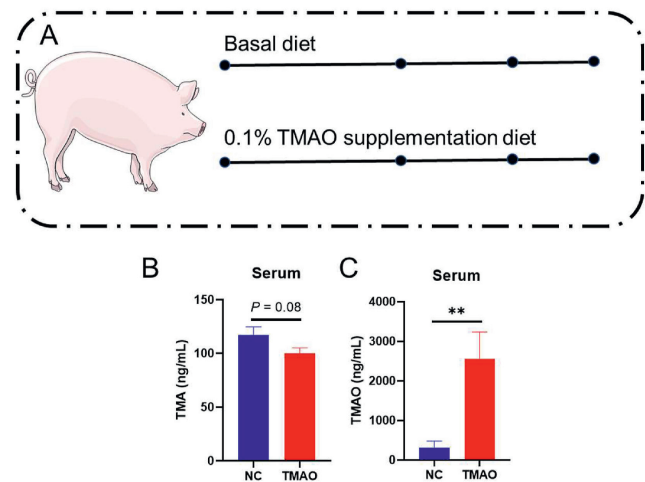 A
Basal diet
0.1% TMAO supplementation diet
B
Serum
P = 0.08
TMA (ng/mL)
150
100
50
0
NC TMAO
C
Serum
**
TMAO (ng/mL)
4000
3000
2000
1000
0
NC TMAO